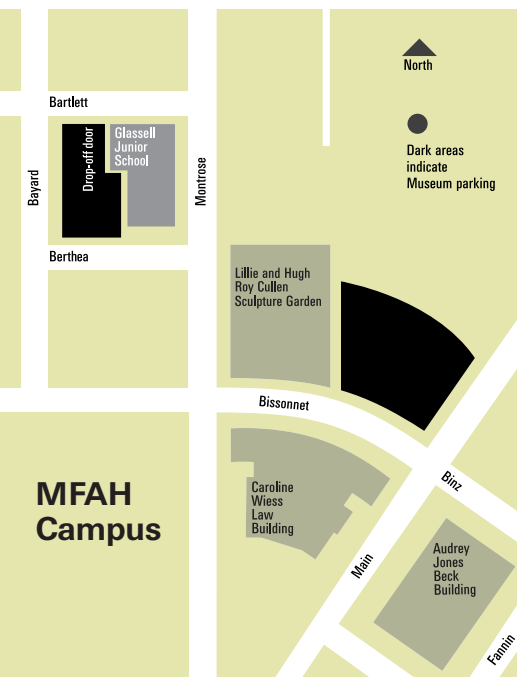 North
Bartlett
Drop-off door
Glassell
Junior
School
Dark areas
indicate
Museum parking
Bayard
Montrose
Berthea
Lillie and Hugh
Roy Cullen
Sculpture Garden
Bissonnet
MFAH
Campus
Caroline
Wiess
Law
Building
Binz
Main
Audrey
Jones
Beck
Building
Fannin